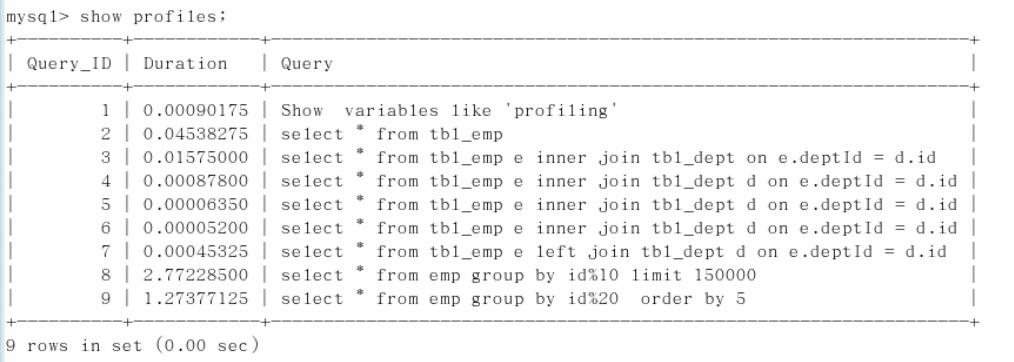 mysql> show profiles;
+----------+------------+----------------------------------------------------------------+
| Query_ID | Duration   | Query                                                          |
+----------+------------+----------------------------------------------------------------+
|        1 | 0.00090175 | Show  variables like 'profiling'                               |
|        2 | 0.04538275 | select * from tbl_emp                                          |
|        3 | 0.01575000 | select * from tbl_emp e inner join tbl_dept on e.deptId = d.id   |
|        4 | 0.00087800 | select * from tbl_emp e inner join tbl_dept d on e.deptId = d.id |
|        5 | 0.00006350 | select * from tbl_emp e inner join tbl_dept d on e.deptId = d.id |
|        6 | 0.00005200 | select * from tbl_emp e inner join tbl_dept d on e.deptId = d.id |
|        7 | 0.00045325 | select * from tbl_emp e left join tbl_dept d on e.deptId = d.id  |
|        8 | 2.77228500 | select * from emp group by id%10 limit 150000                  |
|        9 | 1.27377125 | select * from emp group by id%20  order by 5                   |
+----------+------------+----------------------------------------------------------------+
9 rows in set (0.00 sec)